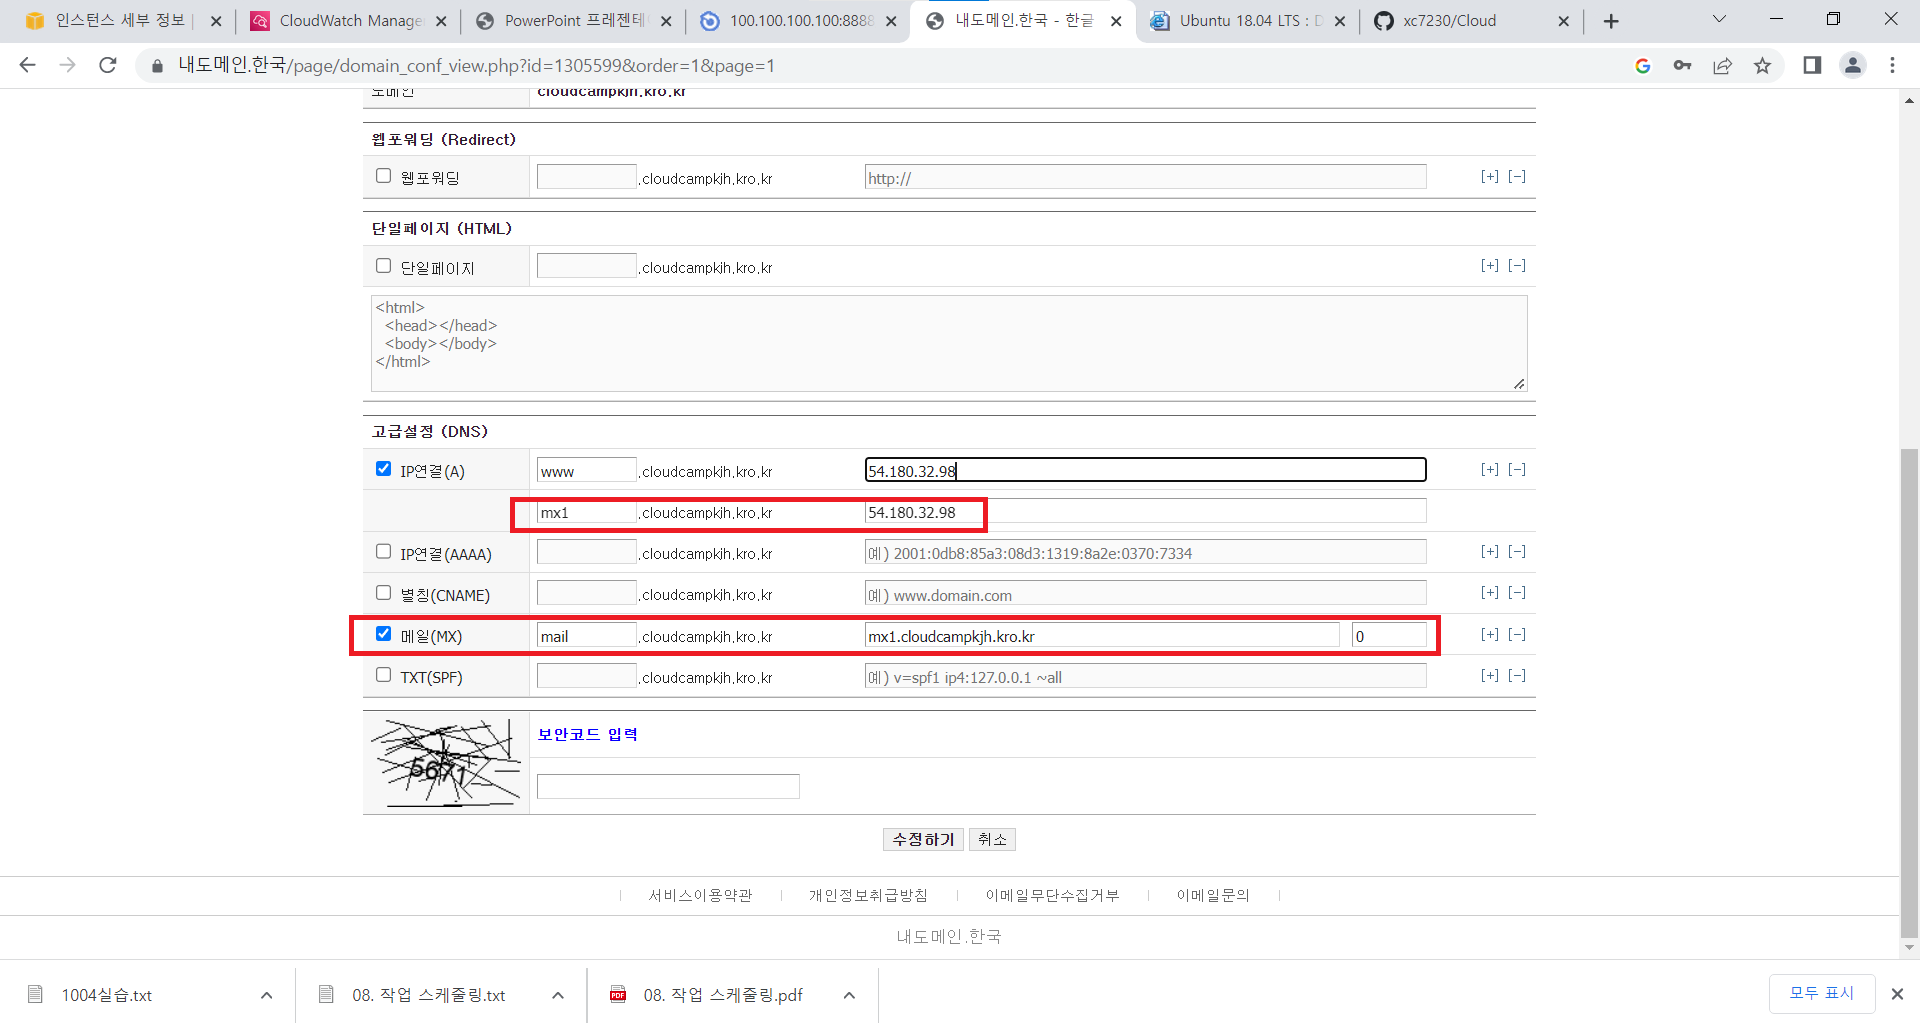 인스턴스 세부 정보 |
CloudWatch Manage
PowerPoint 프레젠테
100.100.100.100:8888
내도메인.한국 - 한글
Ubuntu 18.04 LTS : D
xc7230/Cloud
내도메인.한국/page/domain_conf_view.php?id=1305599&order=1&page=1
도메인 cloudcampkjh.kro.kr
웹포워딩 (Redirect)
웹포워딩 .cloudcampkjh.kro.kr http:// [+] [-]
단일페이지 (HTML)
단일페이지 .cloudcampkjh.kro.kr [+] [-]
<html>
<head></head>
<body></body>
</html>
고급설정 (DNS)
IP연결(A) www .cloudcampkjh.kro.kr 54.180.32.98 [+] [-]
mx1 .cloudcampkjh.kro.kr 54.180.32.98
IP연결(AAAA) .cloudcampkjh.kro.kr 예) 2001:0db8:85a3:08d3:1319:8a2e:0370:7334 [+] [-]
별칭(CNAME) .cloudcampkjh.kro.kr 예) www.domain.com [+] [-]
메일(MX) mail .cloudcampkjh.kro.kr mx1.cloudcampkjh.kro.kr 0 [+] [-]
TXT(SPF) .cloudcampkjh.kro.kr 예) v=spf1 ip4:127.0.0.1 ~all [+] [-]
보안코드 입력
5671
수정하기 취소
서비스이용약관 개인정보취급방침 이메일무단수집거부 이메일문의
내도메인.한국
1004실습.txt
08. 작업 스케줄링.txt
08. 작업 스케줄링.pdf
모두 표시